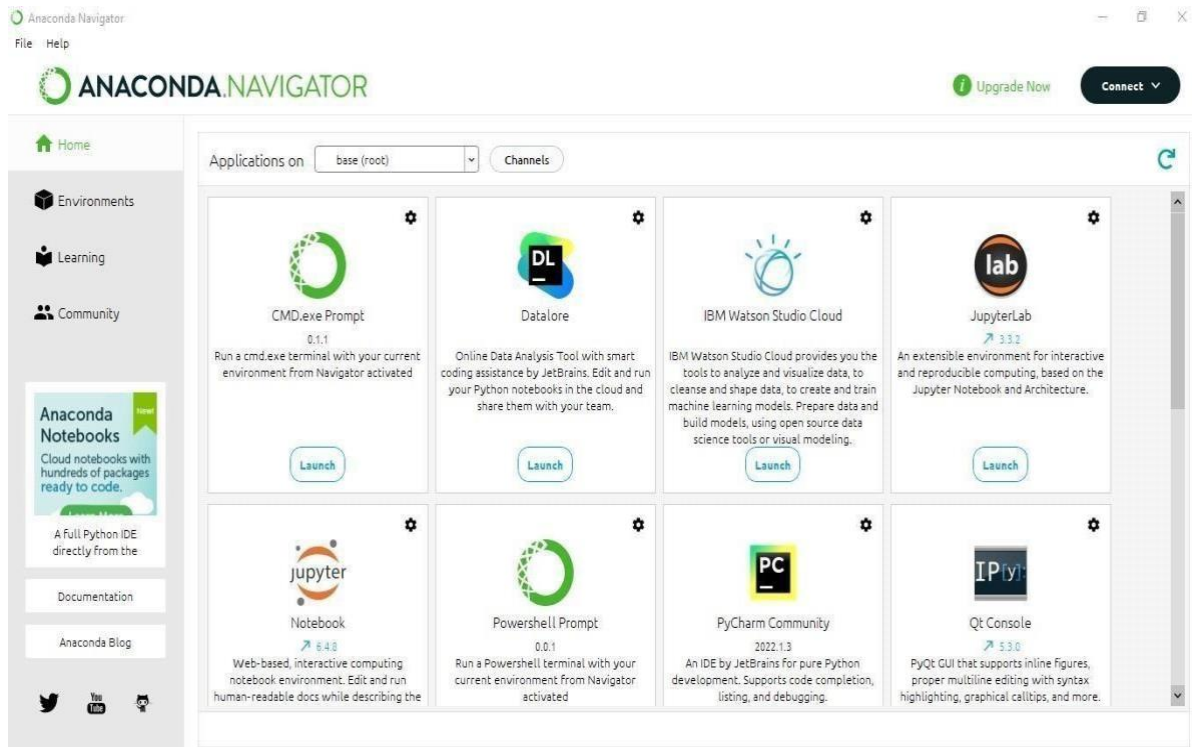 Anaconda Navigator
File Help
ANACONDA.NAVIGATOR
Upgrade Now
Connect
Home
Environments
Learning
Community
Anaconda
Notebooks
New!
Cloud notebooks with
hundreds of packages
ready to code.
Learn More
A full Python IDE
directly from the
Documentation
Anaconda Blog
You
Tube
Applications on base (root) Channels
CMD.exe Prompt
0.1.1
Run a cmd.exe terminal with your current
environment from Navigator activated
Launch
DL
Datalore
Online Data Analysis Tool with smart
coding assistance by JetBrains. Edit and run
your Python notebooks in the cloud and
share them with your team.
Launch
IBM Watson Studio Cloud
IBM Watson Studio Cloud provides you the
tools to analyze and visualize data, to
cleanse and shape data, to create and train
machine learning models. Prepare data and
build models, using open source data
science tools or visual modeling.
Launch
lab
JupyterLab
3.3.2
An extensible environment for interactive
and reproducible computing, based on the
Jupyter Notebook and Architecture.
Launch
jupyter
Notebook
6.4.8
Web-based, interactive computing
notebook environment. Edit and run
human-readable docs while describing the
Powershell Prompt
0.0.1
Run a Powershell terminal with your
current environment from Navigator
activated
PC
PyCharm Community
2022.1.3
An IDE by JetBrains for pure Python
development. Supports code completion,
listing, and debugging.
IP[y]:
Qt Console
5.3.0
PyQt GUI that supports inline figures,
proper multiline editing with syntax
highlighting, graphical calltips, and more.